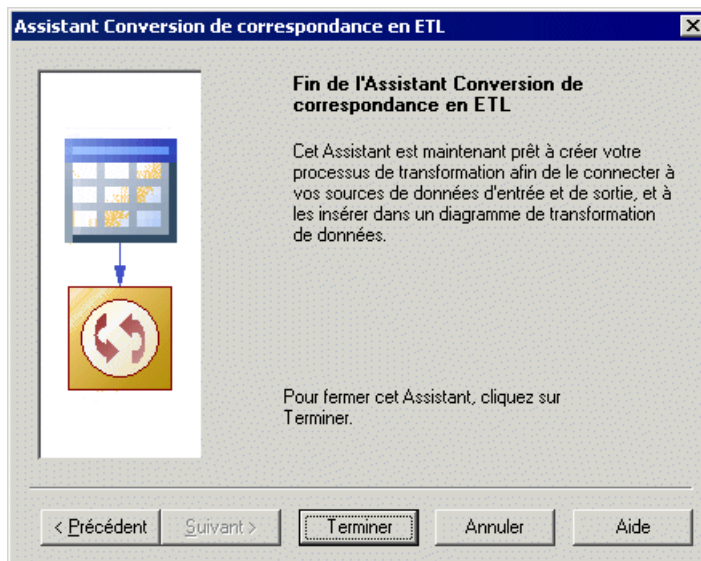 Assistant Conversion de correspondance en ETL
Fin de l'Assistant Conversion de
correspondance en ETL
Cet Assistant est maintenant prêt à créer votre
processus de transformation afin de le connecter à
vos sources de données d'entrée et de sortie, et à
les insérer dans un diagramme de transformation
de données.
Pour fermer cet Assistant, cliquez sur
Terminer.
< Précédent Suivant > Terminer Annuler Aide